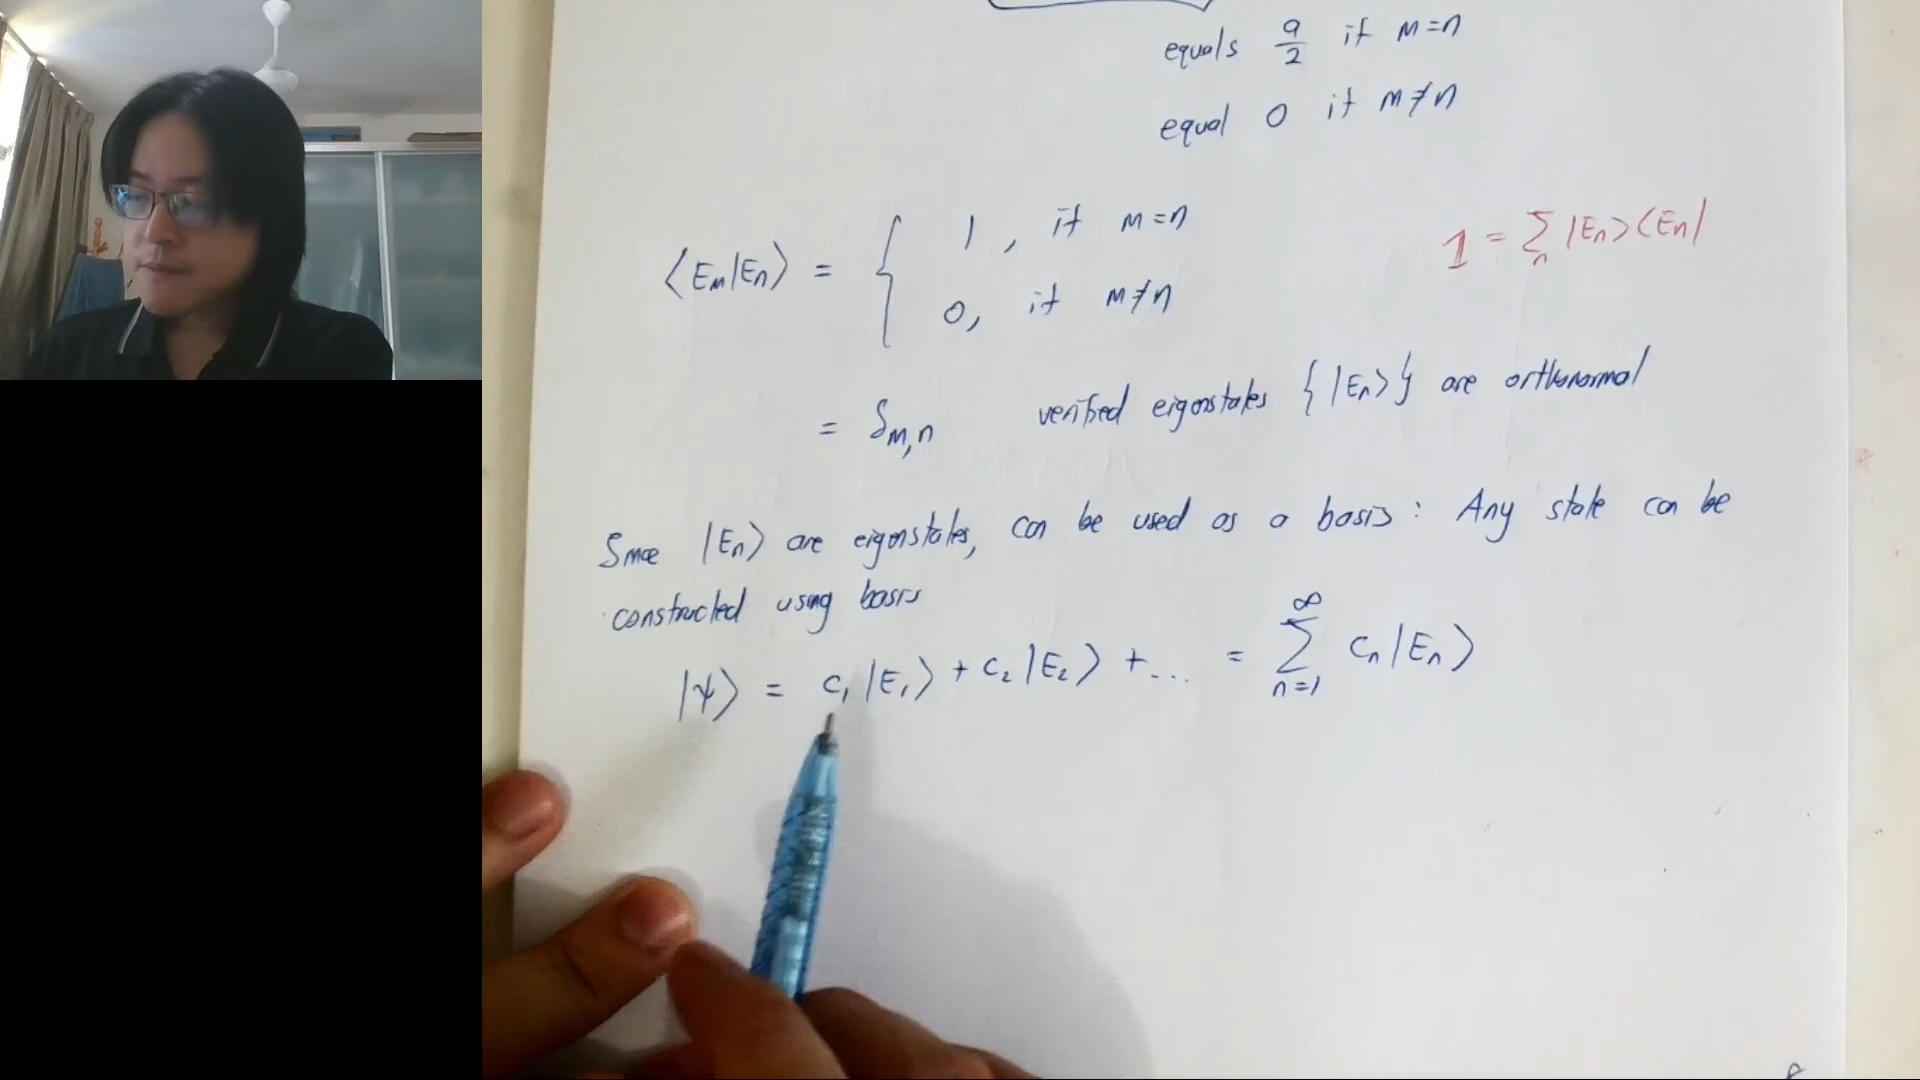 equals a/2 if m=n
equal 0 if m≠n
⟨Em|En⟩ = { 1, if m=n
0, if m≠n
1 = Σn |En⟩⟨En|
= δm,n verified eigenstates {|En⟩} are orthonormal
Since |En⟩ are eigenstates, can be used as a basis: Any state can be
constructed using basis
|ψ⟩ = c₁|E₁⟩ + c₂|E₂⟩ + ... = Σ_{n=1}^{∞} cn|En⟩